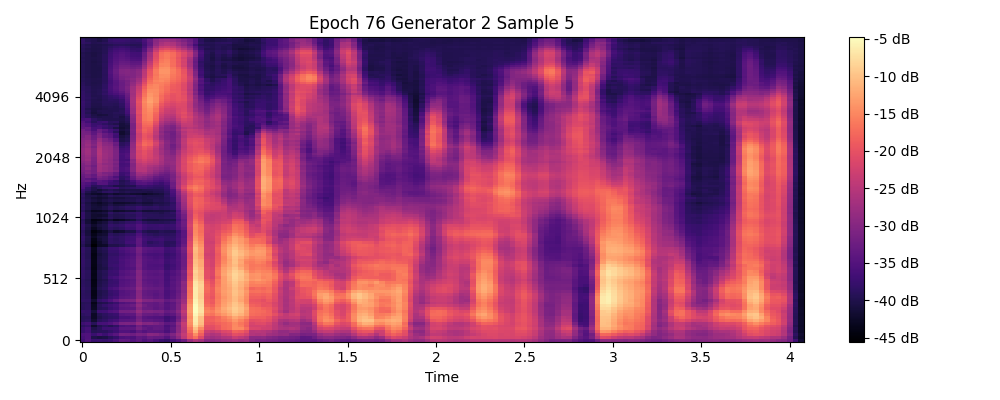 Epoch 76 Generator 2 Sample 5
Hz
4096
2048
1024
512
0
0
0.5
1
1.5
2
2.5
3
3.5
4
Time
-5 dB
-10 dB
-15 dB
-20 dB
-25 dB
-30 dB
-35 dB
-40 dB
-45 dB